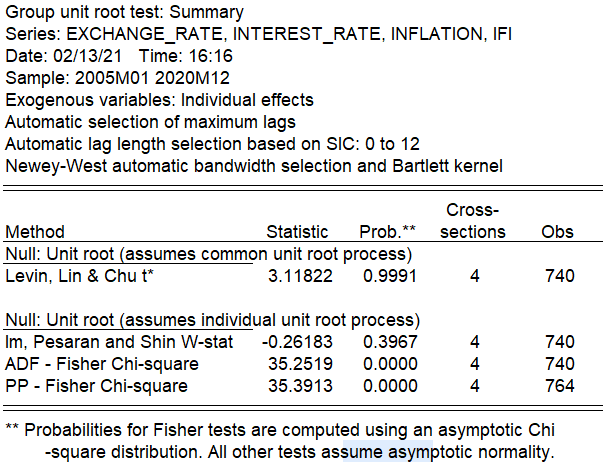 Group unit root test: Summary
Series: EXCHANGE_RATE, INTEREST_RATE, INFLATION, IFI
Date: 02/13/21 Time: 16:16
Sample: 2005M01 2020M12
Exogenous variables: Individual effects
Automatic selection of maximum lags
Automatic lag length selection based on SIC: 0 to 12
Newey-West automatic bandwidth selection and Bartlett kernel
Cross-
Method Statistic Prob.** sections Obs
Null: Unit root (assumes common unit root process)
Levin, Lin & Chu t* 3.11822 0.9991 4 740
Null: Unit root (assumes individual unit root process)
Im, Pesaran and Shin W-stat -0.26183 0.3967 4 740
ADF - Fisher Chi-square 35.2519 0.0000 4 740
PP - Fisher Chi-square 35.3913 0.0000 4 764
** Probabilities for Fisher tests are computed using an asymptotic Chi
-square distribution. All other tests assume asymptotic normality.